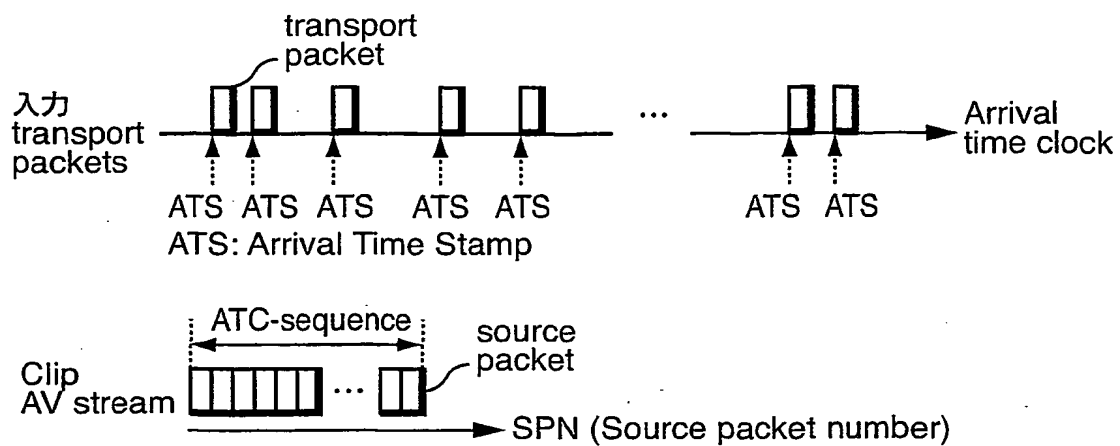 transport
packet
入力
transport
packets
...
Arrival
time clock
ATS ATS ATS ATS ATS ATS ATS
ATS: Arrival Time Stamp
ATC-sequence
source
packet
Clip
AV stream
...
SPN (Source packet number)